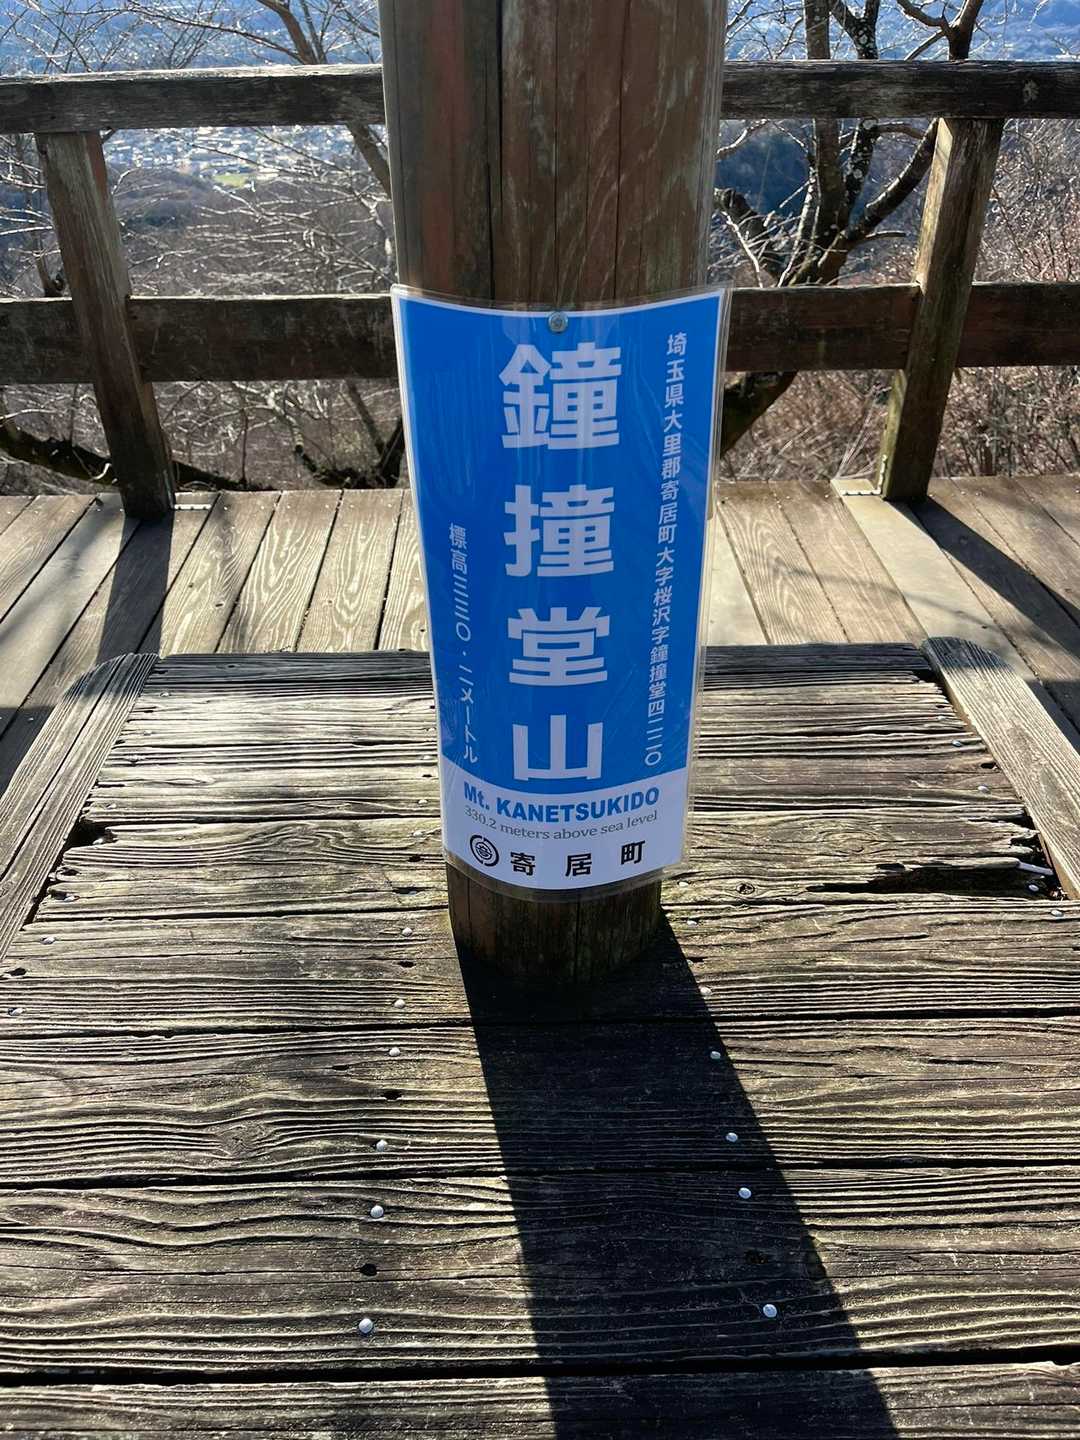 埼玉県大里郡寄居町大字桜沢字鐘撞堂四二二〇
鐘撞堂山
標高三三〇・二メートル
Mt. KANETSUKIDO
330.2 meters above sea level
寄居町